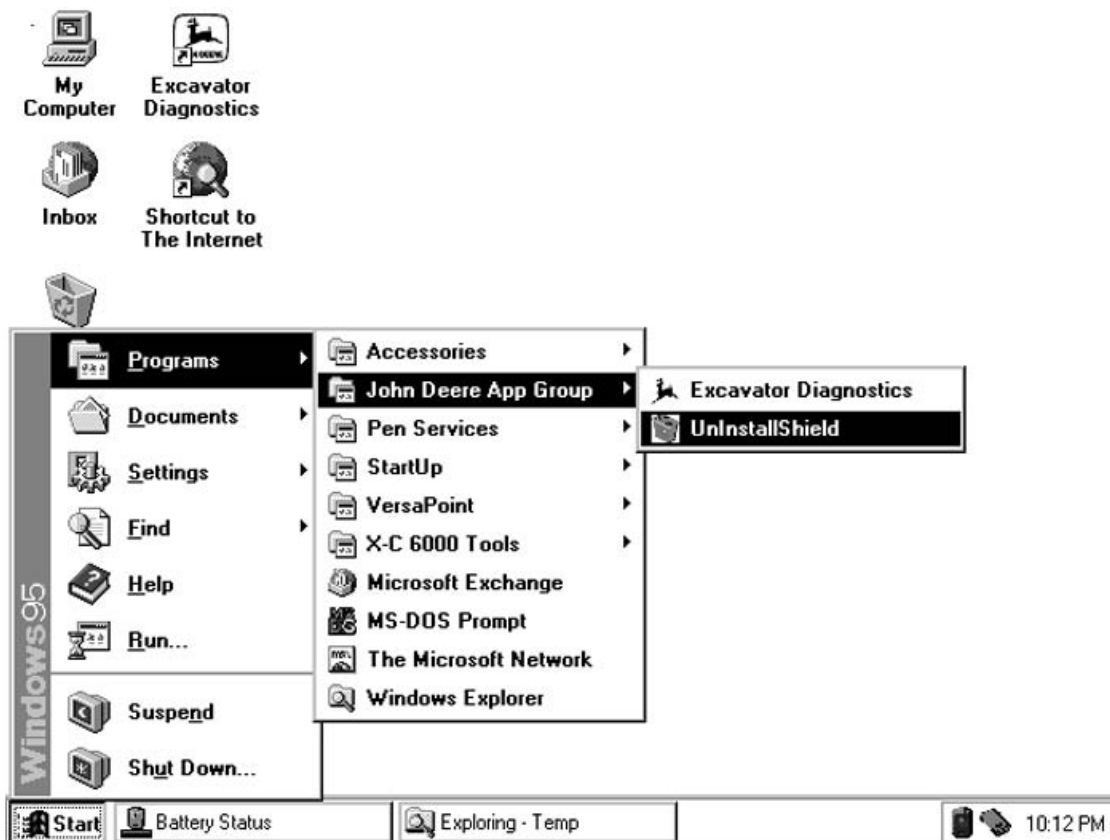 My
Computer
Excavator
Diagnostics
Inbox
Shortcut to
The Internet
Programs
Documents
Settings
Find
Help
Run...
Suspend
Shut Down...
Windows95
Accessories
John Deere App Group
Pen Services
StartUp
VersaPoint
X-C 6000 Tools
Microsoft Exchange
MS-DOS Prompt
The Microsoft Network
Windows Explorer
Excavator Diagnostics
UnInstallShield
Start
Battery Status
Exploring - Temp
10:12 PM